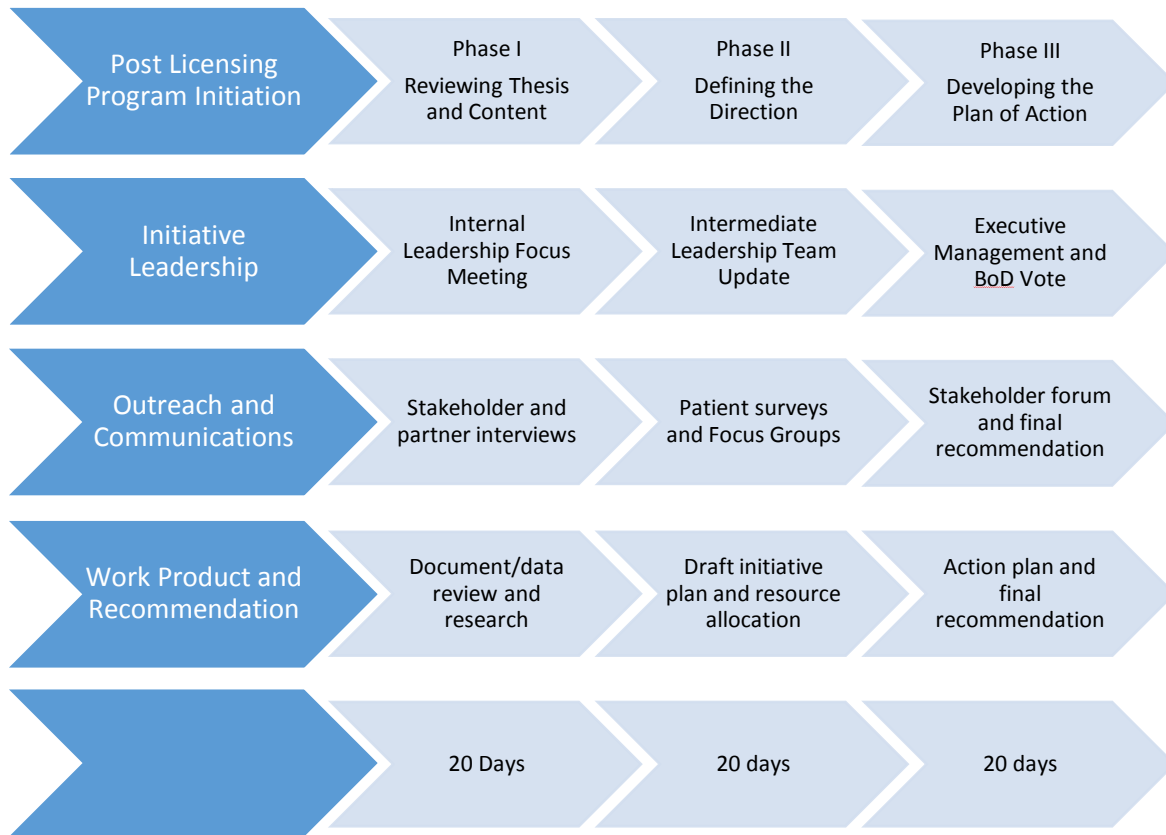 Post Licensing
Program Initiation
Phase I
Reviewing Thesis
and Content
Phase II
Defining the
Direction
Phase III
Developing the
Plan of Action
Initiative
Leadership
Internal
Leadership Focus
Meeting
Intermediate
Leadership Team
Update
Executive
Management and
BoD Vote
Outreach and
Communications
Stakeholder and
partner interviews
Patient surveys
and Focus Groups
Stakeholder forum
and final
recommendation
Work Product and
Recommendation
Document/data
review and
research
Draft initiative
plan and resource
allocation
Action plan and
final
recommendation
20 Days
20 days
20 days